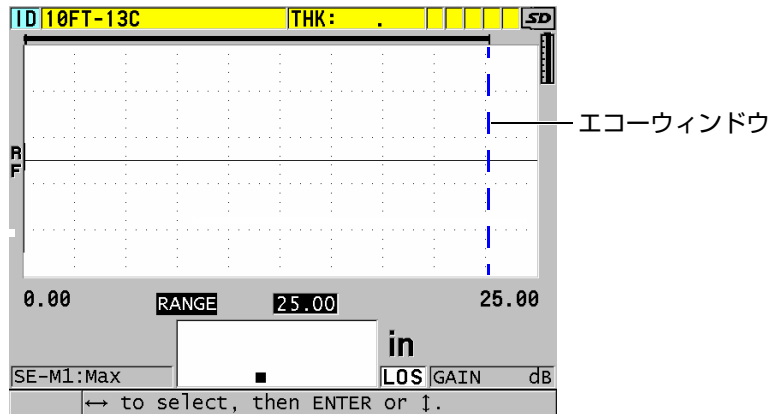 ID 10FT-13C THK: . SD
エコーウィンドウ
R
F
0.00 RANGE 25.00 25.00
in
SE-M1:Max LOS GAIN dB
↔ to select, then ENTER or ↕.